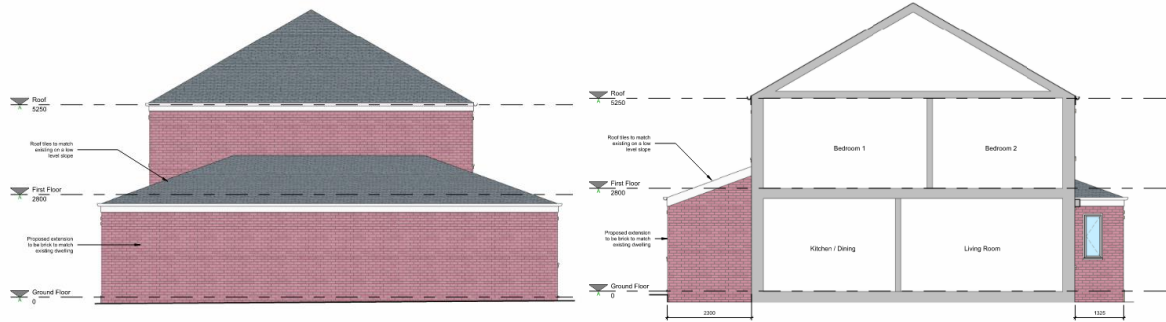 Roof
5250
Roof tiles to match
existing on a low
level slope
First Floor
2800
Proposed extension
to be brick to match
existing dwelling
Ground Floor
0
Roof
5250
Bedroom 1
Bedroom 2
Roof tiles to match
existing on a low
level slope
First Floor
2800
Proposed extension
to be brick to match
existing dwelling
Kitchen / Dining
Living Room
Ground Floor
0
2200
1325